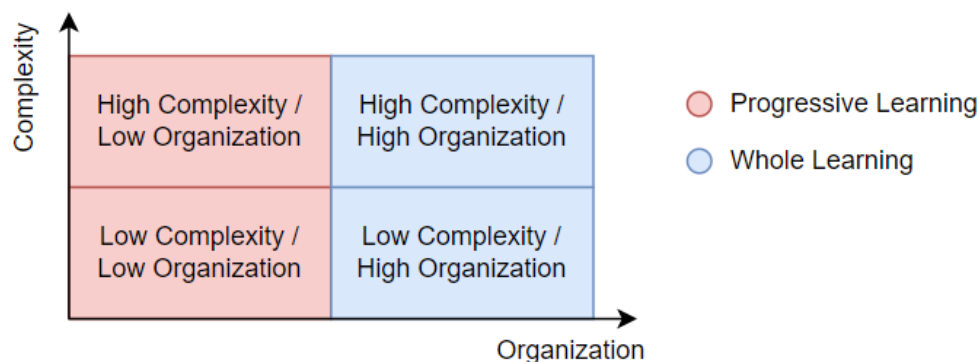 Complexity
High Complexity /
Low Organization
High Complexity /
High Organization
Low Complexity /
Low Organization
Low Complexity /
High Organization
Organization
Progressive Learning
Whole Learning